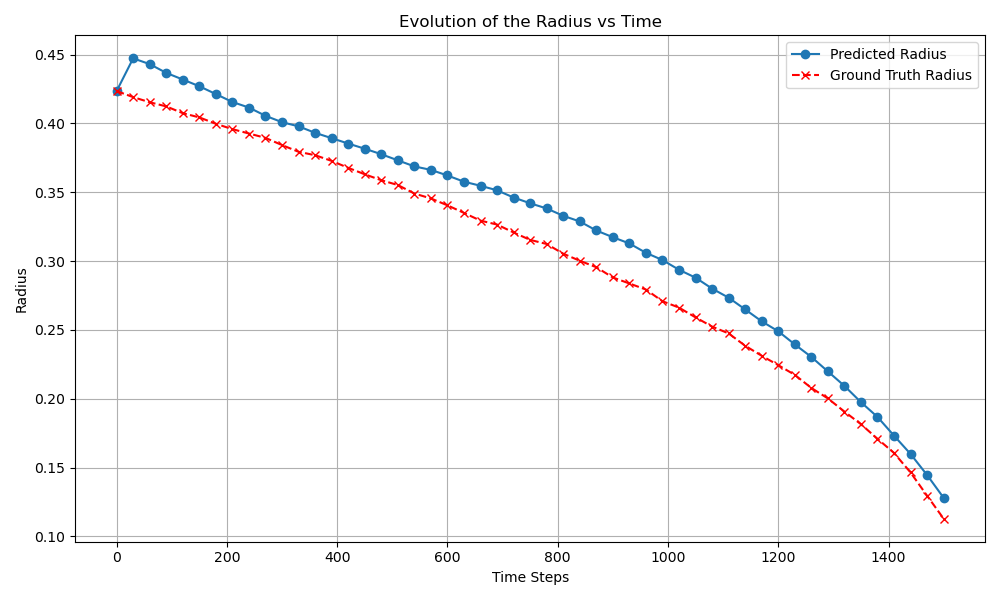 Evolution of the Radius vs Time
Predicted Radius
Ground Truth Radius
Radius
0.45
0.40
0.35
0.30
0.25
0.20
0.15
0.10
0 200 400 600 800 1000 1200 1400
Time Steps